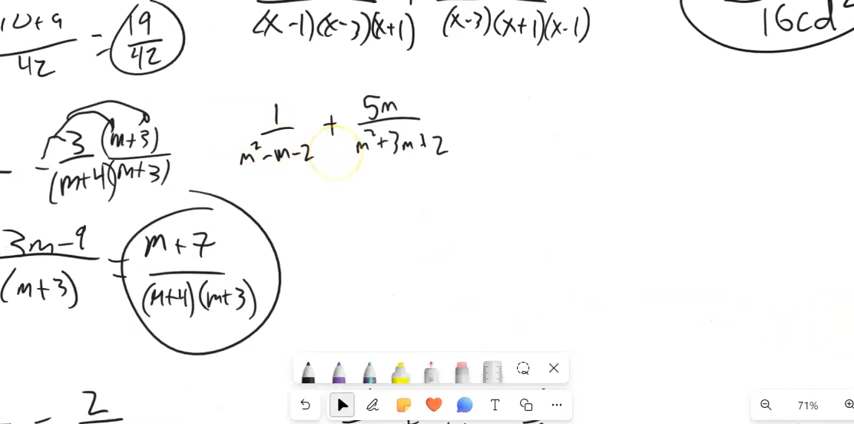 10+9/42 = 19/42
(x-1)(x-3)(x+1) (x-3)(x+1)(x-1)
16cd
- 3(m+3)/(m+4)(m+3)
1/m²-m-2 + 5m/m²+3m+2
3m-9/(m+3) = m+7/(m+4)(m+3)
= 2
T
71%